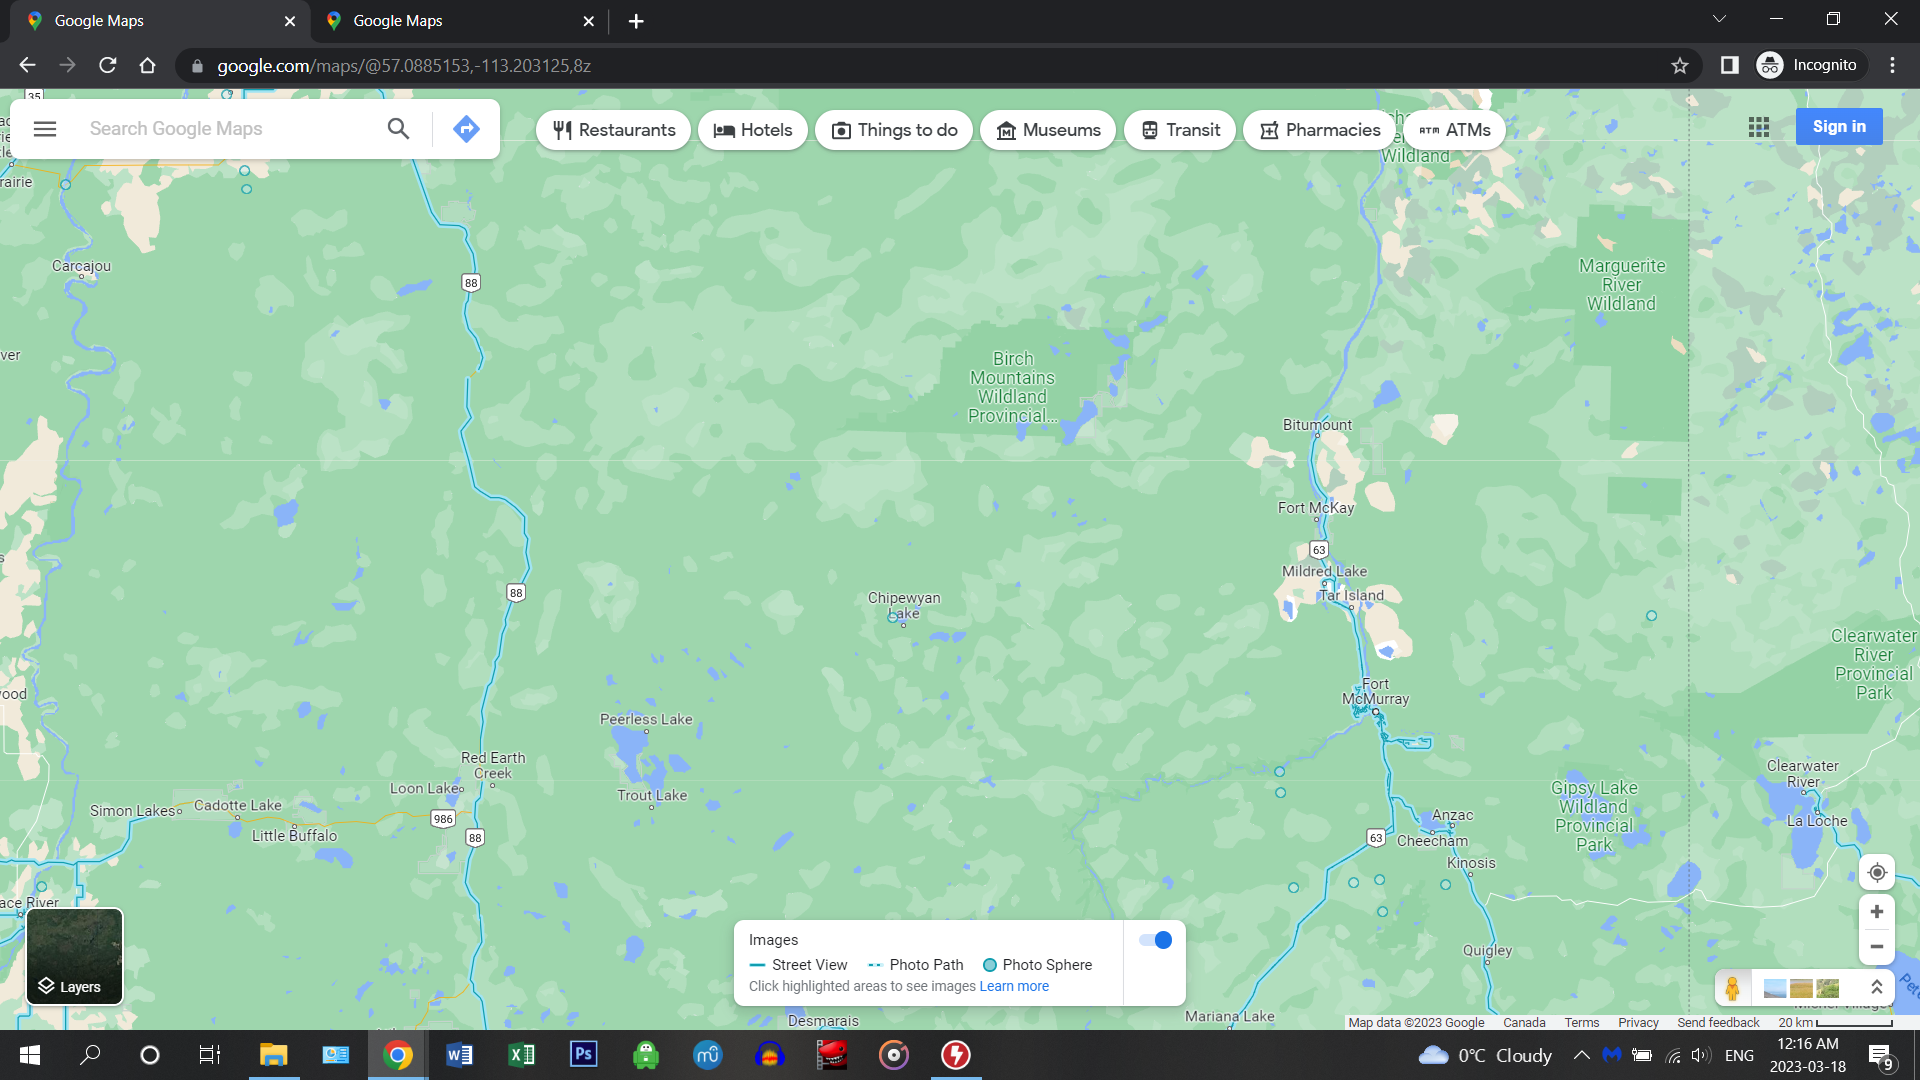 Google Maps
Google Maps
google.com/maps/@57.0885153,-113.203125,8z
Incognito
35
Search Google Maps
Restaurants
Hotels
Things to do
Museums
Transit
Pharmacies
ATM ATMs
Sign in
Wildland
rairie
Carcajou
88
Marguerite
River
Wildland
ver
Birch
Mountains
Wildland
Provincial...
Bitumount
Fort McKay
63
Mildred Lake
Tar Island
88
Chipewyan
Lake
Clearwater
River
Provincial
Park
wood
Fort
McMurray
Peerless Lake
Red Earth
Creek
Loon Lake
Trout Lake
Simon Lakes
Cadotte Lake
Little Buffalo
986
88
Clearwater
River
La Loche
Gipsy Lake
Wildland
Provincial
Park
Anzac
63
Cheecham
Kinosis
ace River
Quigley
Layers
Images
Street View
Photo Path
Photo Sphere
Click highlighted areas to see images Learn more
Desmarais
Mariana Lake
Map data ©2023 Google
Canada
Terms
Privacy
Send feedback
20 km
0°C Cloudy
ENG
12:16 AM
2023-03-18
9